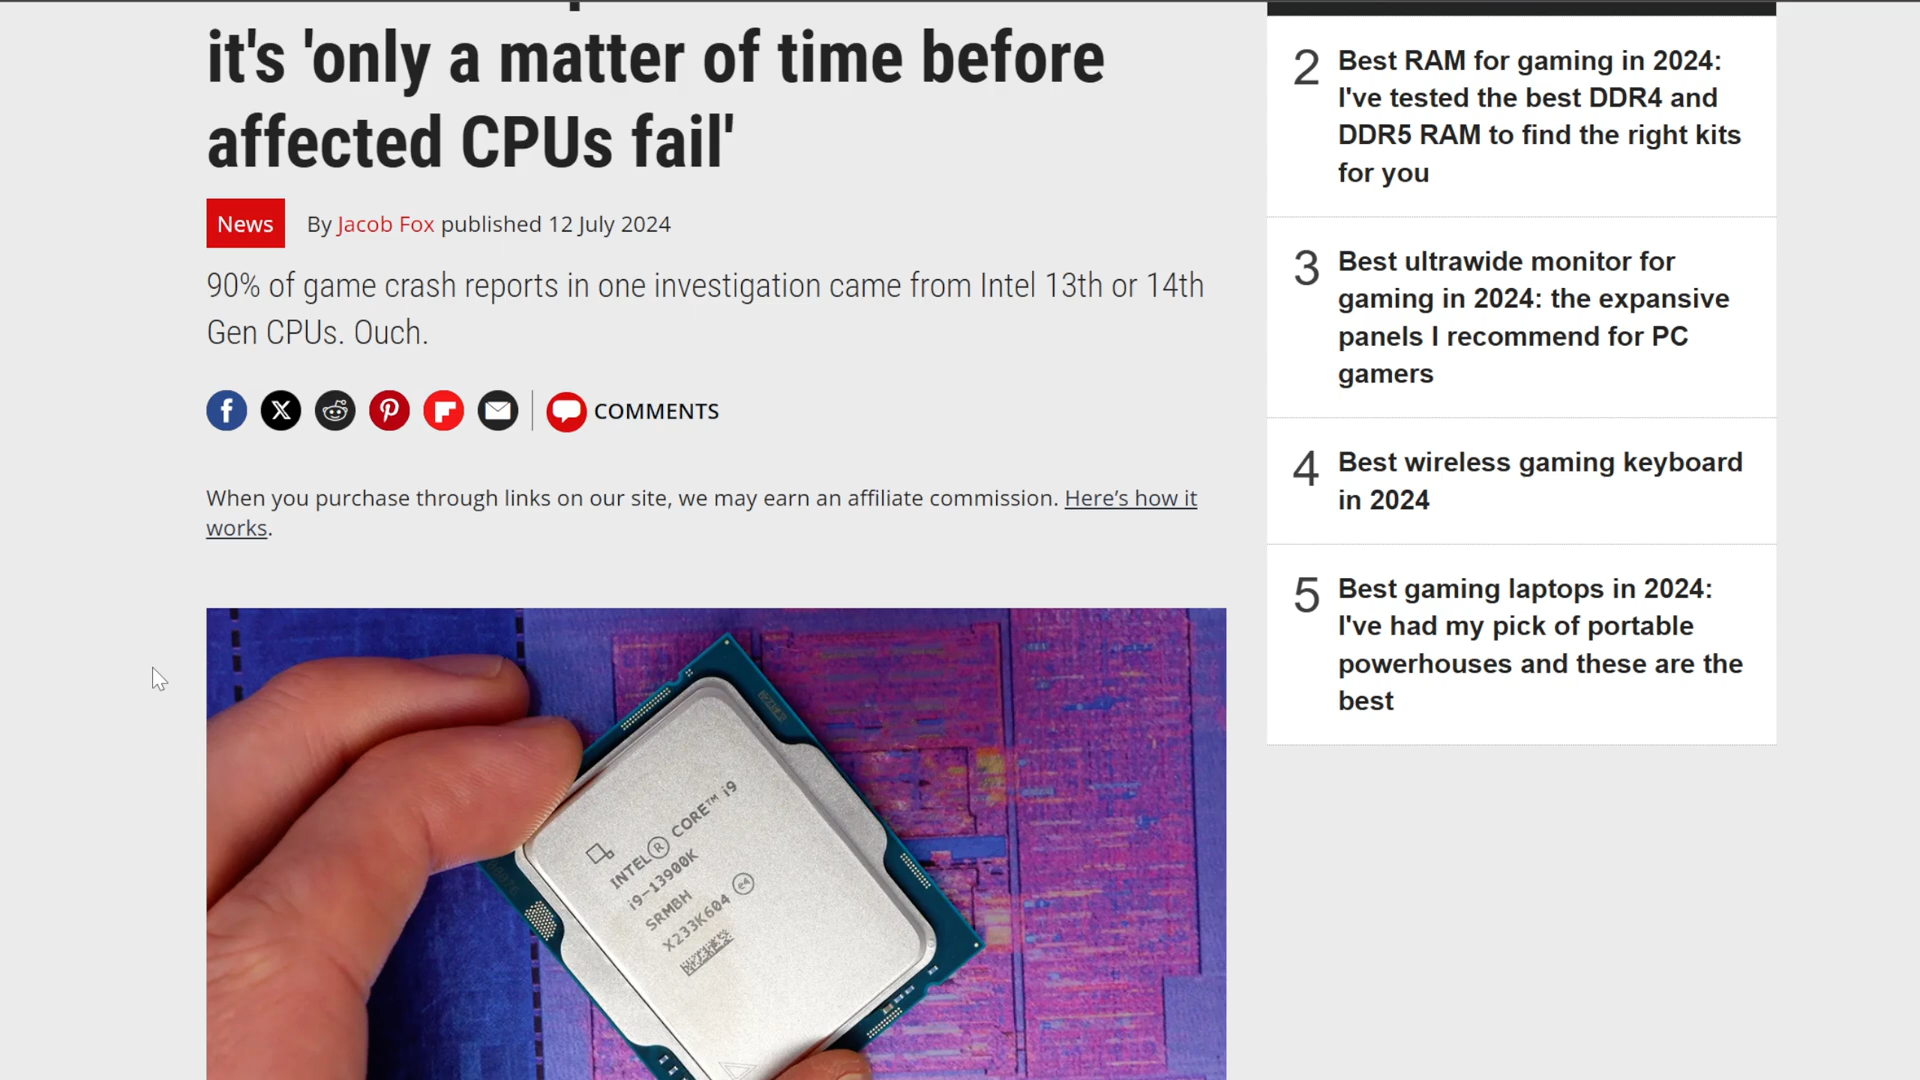 it's 'only a matter of time before
affected CPUs fail'
News
By Jacob Fox published 12 July 2024
90% of game crash reports in one investigation came from Intel 13th or 14th
Gen CPUs. Ouch.
COMMENTS
When you purchase through links on our site, we may earn an affiliate commission. Here's how it
works.
INTEL® CORE™ i9
i9-13900K
SRMBH
X233K604 e4
2 Best RAM for gaming in 2024:
I've tested the best DDR4 and
DDR5 RAM to find the right kits
for you
3 Best ultrawide monitor for
gaming in 2024: the expansive
panels I recommend for PC
gamers
4 Best wireless gaming keyboard
in 2024
5 Best gaming laptops in 2024:
I've had my pick of portable
powerhouses and these are the
best